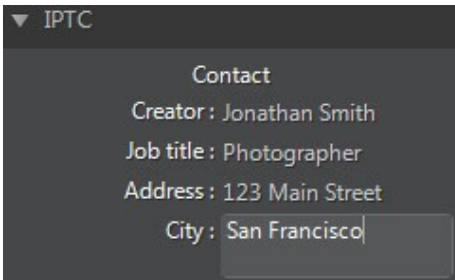 IPTC
Contact
Creator : Jonathan Smith
Job title : Photographer
Address : 123 Main Street
City : San Francisco